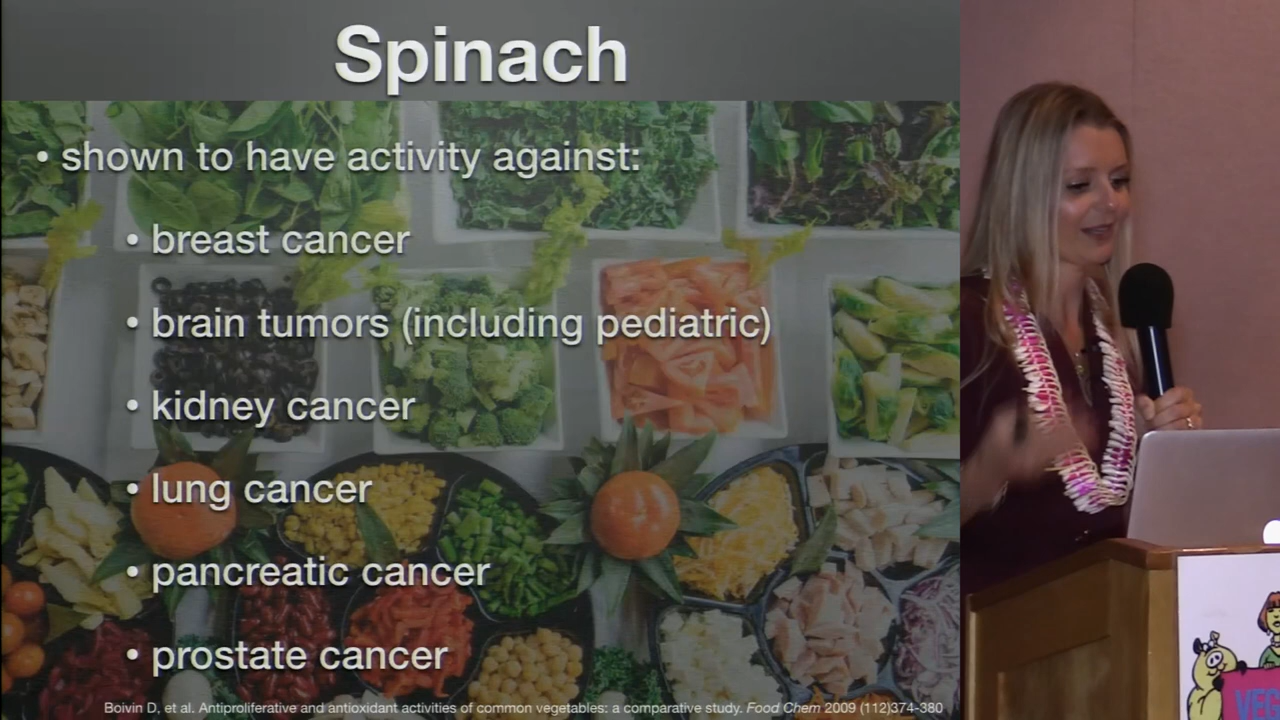 Spinach
• shown to have activity against:
• breast cancer
• brain tumors (including pediatric)
• kidney cancer
• lung cancer
• pancreatic cancer
• prostate cancer
Boivin D, et al. Antiproliferative and antioxidant activities of common vegetables: a comparative study. Food Chem 2009 (112)374-380
VEG